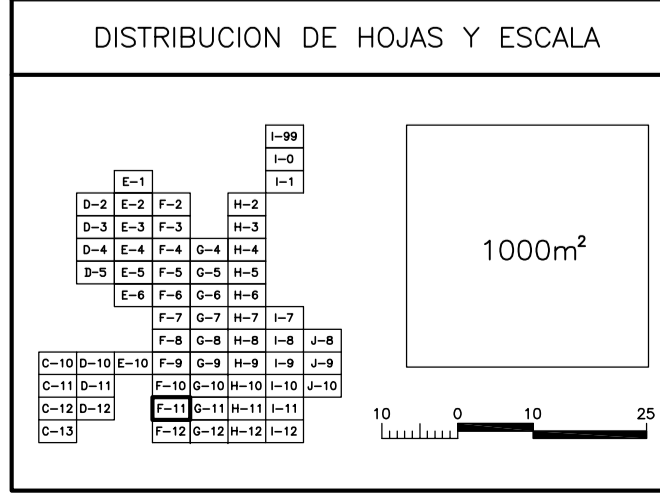 DISTRIBUCION DE HOJAS Y ESCALA
I-99
I-0
E-1 I-1
D-2 E-2 F-2 H-2
D-3 E-3 F-3 H-3
D-4 E-4 F-4 G-4 H-4
D-5 E-5 F-5 G-5 H-5
E-6 F-6 G-6 H-6
F-7 G-7 H-7 I-7
F-8 G-8 H-8 I-8 J-8
C-10 D-10 E-10 F-9 G-9 H-9 I-9 J-9
C-11 D-11 F-10 G-10 H-10 I-10 J-10
C-12 D-12 F-11 G-11 H-11 I-11
C-13 F-12 G-12 H-12 I-12
1000m²
10 0 10 25